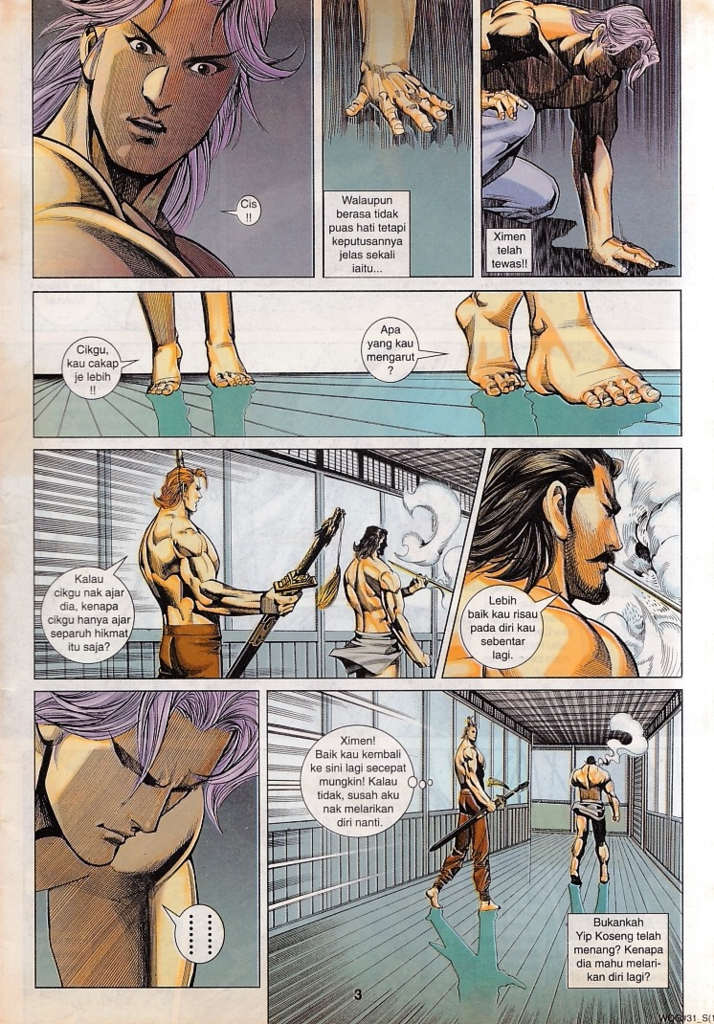 Cis
!!
Walaupun
berasa tidak
puas hati tetapi
keputusannya
jelas sekali
iaitu...
Ximen
telah
tewas!!
Cikgu,
kau cakap
je lebih
!!
Apa
yang kau
mengarut
?
Kalau
cikgu nak ajar
dia, kenapa
cikgu hanya ajar
separuh hikmat
itu saja?
Lebih
baik kau risau
pada diri kau
sebentar
lagi.
Ximen!
Baik kau kembali
ke sini lagi secepat
mungkin! Kalau
tidak, susah aku
nak melarikan
diri nanti.
Bukankah
Yip Koseng telah
menang? Kenapa
dia mahu melari-
kan diri lagi?
3